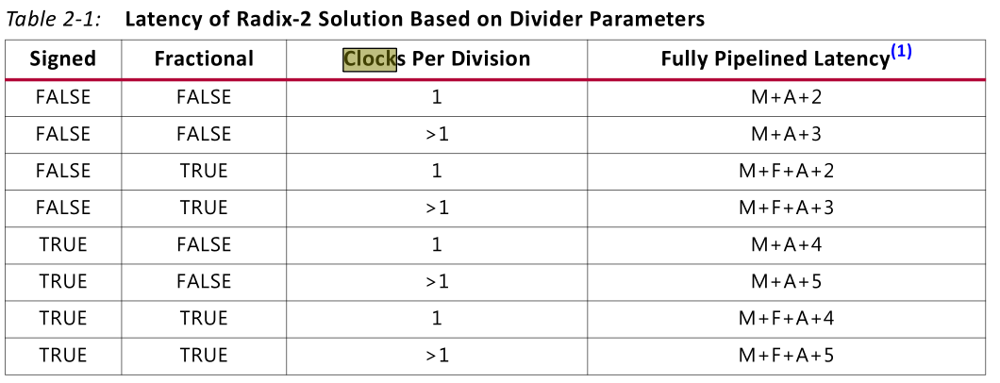 Table 2-1: Latency of Radix-2 Solution Based on Divider Parameters
Signed Fractional Clocks Per Division Fully Pipelined Latency(1)
FALSE FALSE 1 M+A+2
FALSE FALSE >1 M+A+3
FALSE TRUE 1 M+F+A+2
FALSE TRUE >1 M+F+A+3
TRUE FALSE 1 M+A+4
TRUE FALSE >1 M+A+5
TRUE TRUE 1 M+F+A+4
TRUE TRUE >1 M+F+A+5